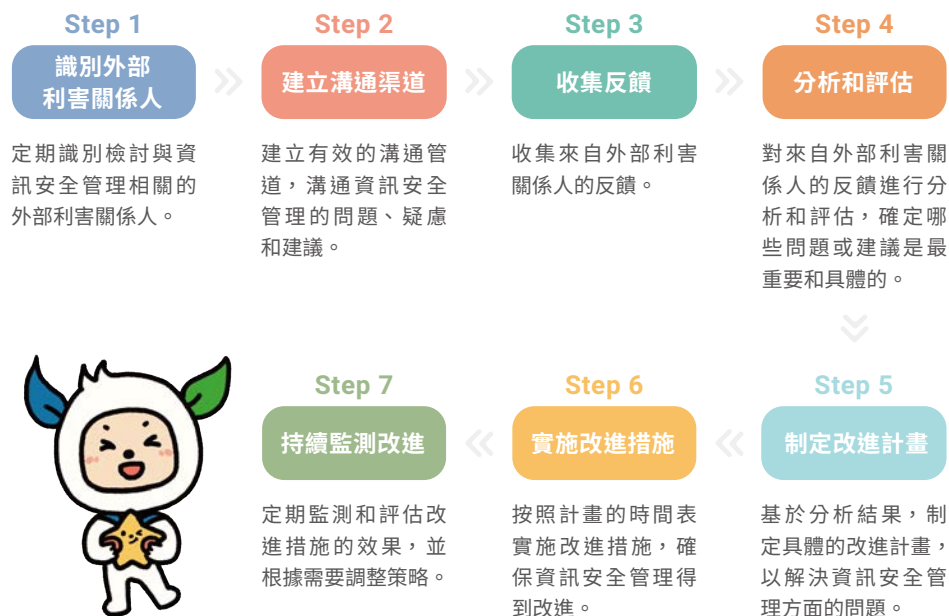 Step 1
識別外部
利害關係人
定期識別檢討與資
訊安全管理相關的
外部利害關係人。
Step 2
建立溝通渠道
建立有效的溝通管
道，溝通資訊安全
管理的問題、疑慮
和建議。
Step 3
收集反饋
收集來自外部利害
關係人的反饋。
Step 4
分析和評估
對來自外部利害關
係人的反饋進行分
析和評估，確定哪
些問題或建議是最
重要和具體的。
Step 5
制定改進計畫
基於分析結果，制
定具體的改進計畫，
以解決資訊安全管
理方面的問題。
Step 6
實施改進措施
按照計畫的時間表
實施改進措施，確
保資訊安全管理得
到改進。
Step 7
持續監測改進
定期監測和評估改
進措施的效果，並
根據需要調整策略。